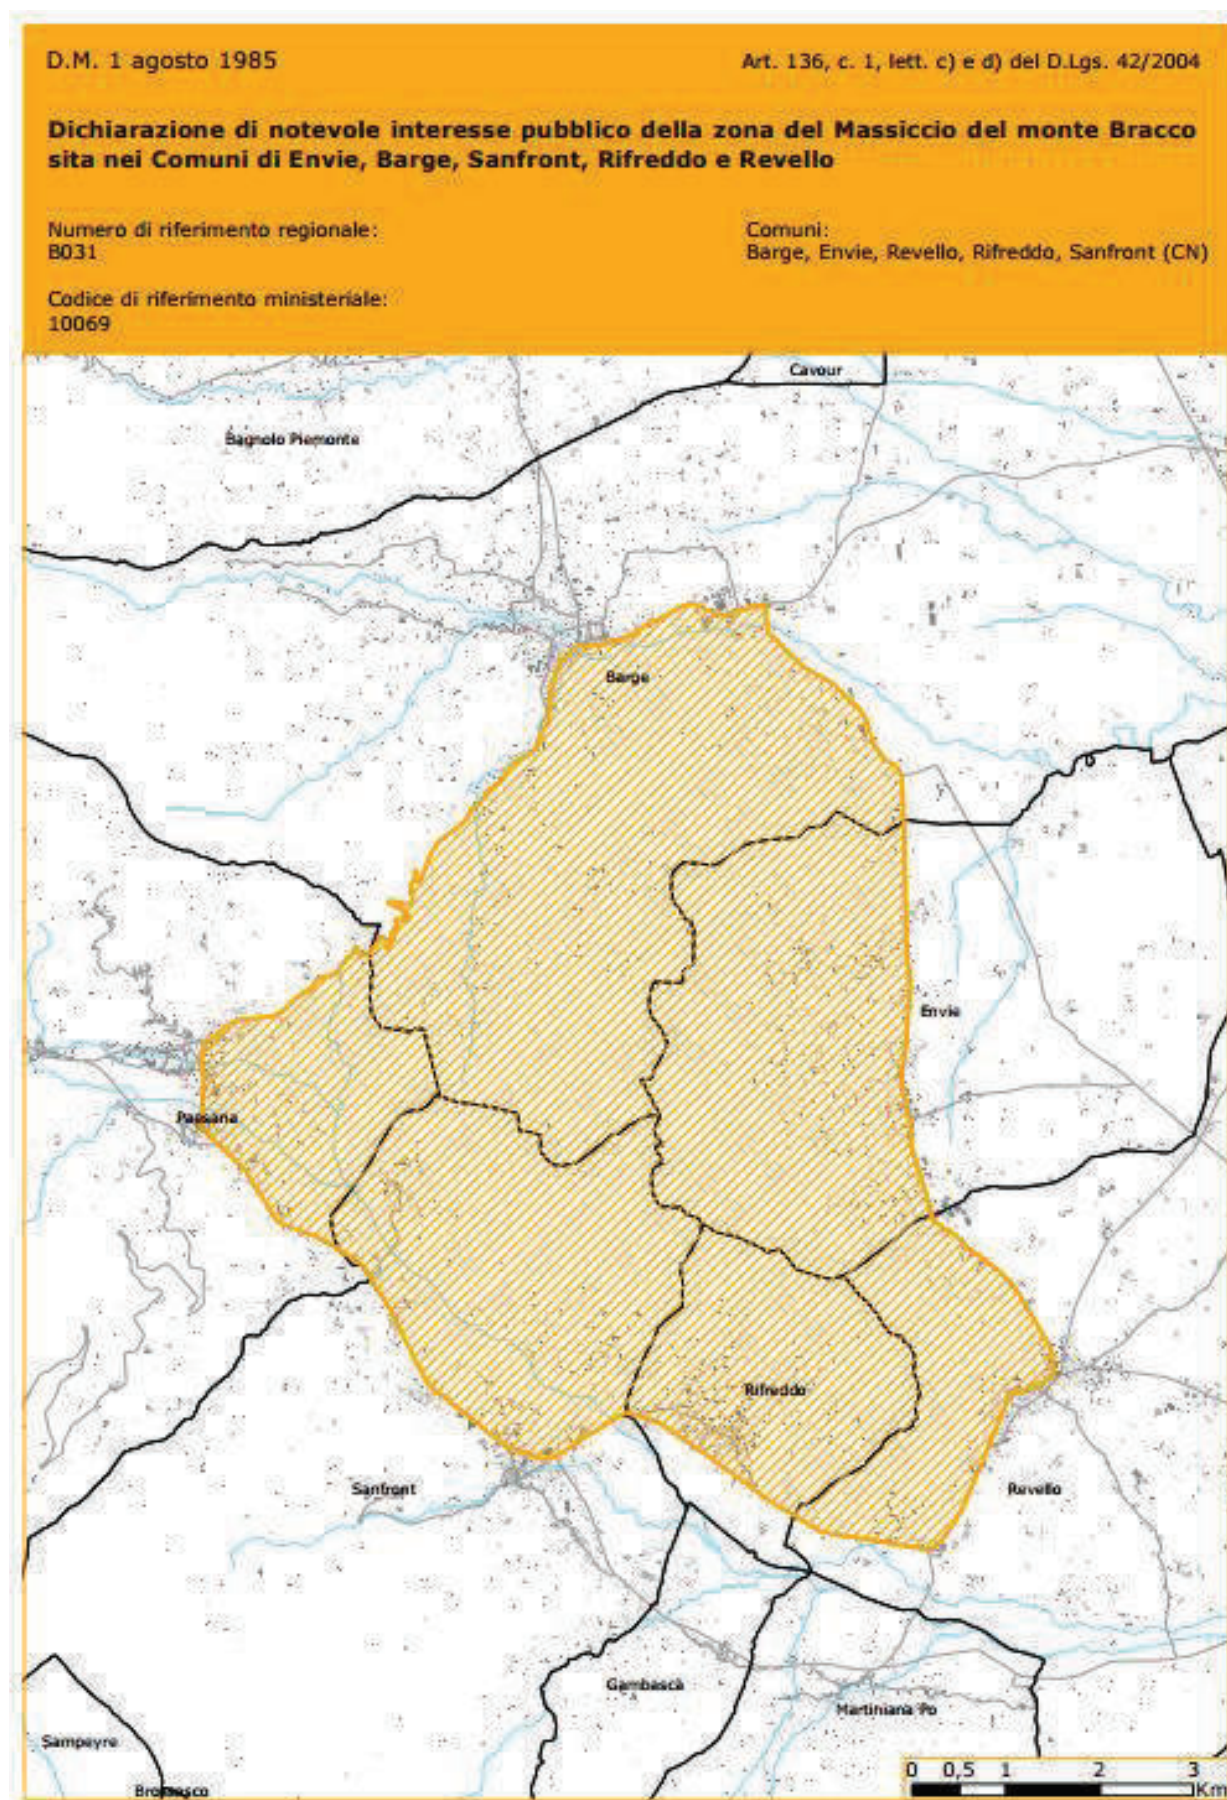 D.M. 1 agosto 1985
Art. 136, c. 1, lett. c) e d) del D.Lgs. 42/2004
Dichiarazione di notevole interesse pubblico della zona del Massiccio del monte Bracco
sita nei Comuni di Envie, Barge, Sanfront, Rifreddo e Revello
Numero di riferimento regionale:
B031
Comuni:
Barge, Envie, Revello, Rifreddo, Sanfront (CN)
Codice di riferimento ministeriale:
10069
Cavour
Bagnolo Piemonte
Barge
Envie
Paesana
Rifreddo
Sanfront
Revello
Gambasca
Martiniana Po
Sampeyre
Brossasco
0 0,5 1 2 3
Km